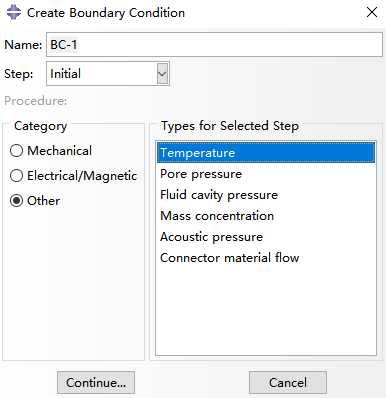 Create Boundary Condition
Name: BC-1
Step: Initial
Procedure:
Category
Mechanical
Electrical/Magnetic
Other
Types for Selected Step
Temperature
Pore pressure
Fluid cavity pressure
Mass concentration
Acoustic pressure
Connector material flow
Continue...
Cancel